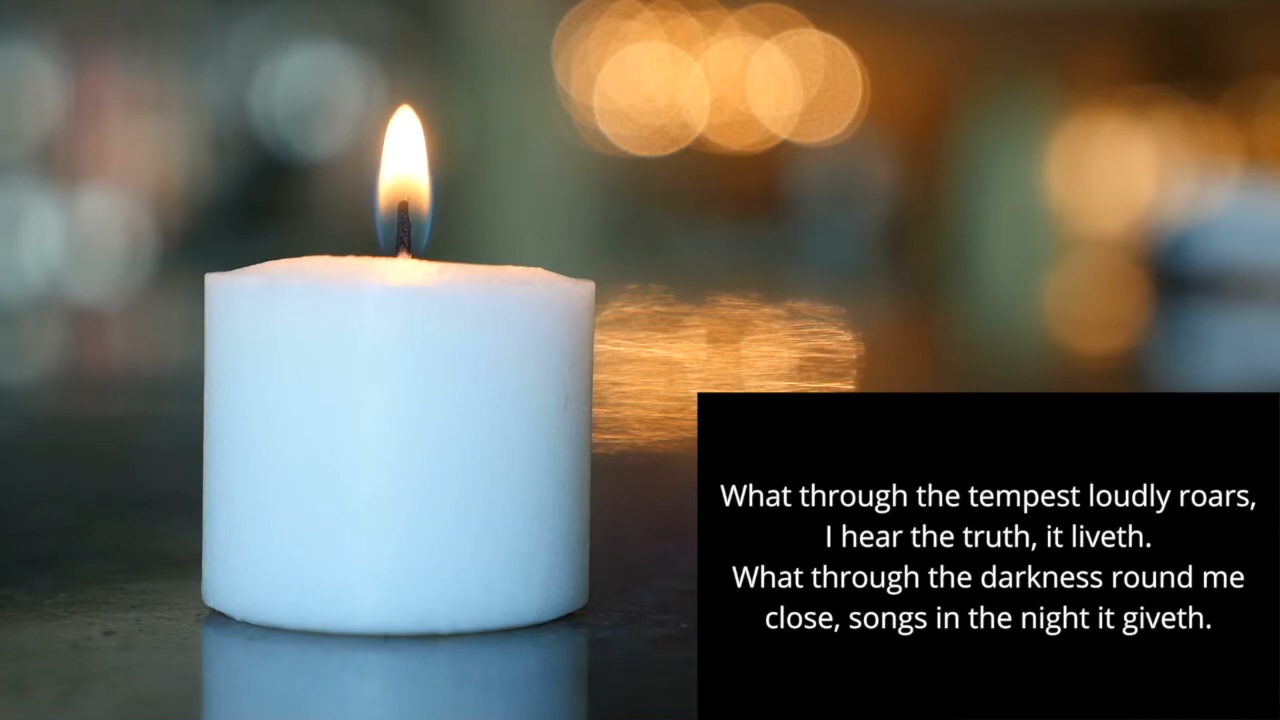 What through the tempest loudly roars,
I hear the truth, it liveth.
What through the darkness round me
close, songs in the night it giveth.